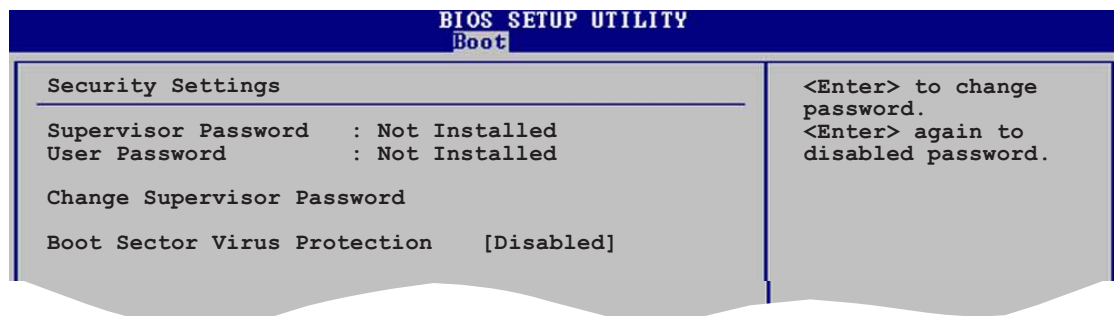 BIOS SETUP UTILITY
Boot
Security Settings
Supervisor Password : Not Installed
User Password : Not Installed
Change Supervisor Password
Boot Sector Virus Protection [Disabled]
<Enter> to change
password.
<Enter> again to
disabled password.